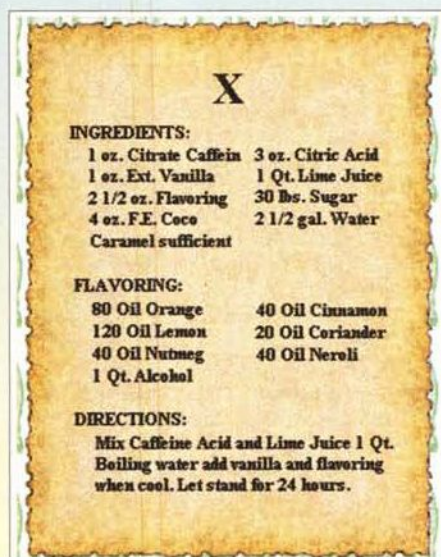 X
INGREDIENTS:
1 oz. Citrate Caffein 3 oz. Citric Acid
1 oz. Ext. Vanilla 1 Qt. Lime Juice
2 1/2 oz. Flavoring 30 lbs. Sugar
4 oz. F.E. Coco 2 1/2 gal. Water
Caramel sufficient
FLAVORING:
80 Oil Orange 40 Oil Cinnamon
120 Oil Lemon 20 Oil Coriander
40 Oil Nutmeg 40 Oil Neroli
1 Qt. Alcohol
DIRECTIONS:
Mix Caffeine Acid and Lime Juice 1 Qt.
Boiling water add vanilla and flavoring
when cool. Let stand for 24 hours.